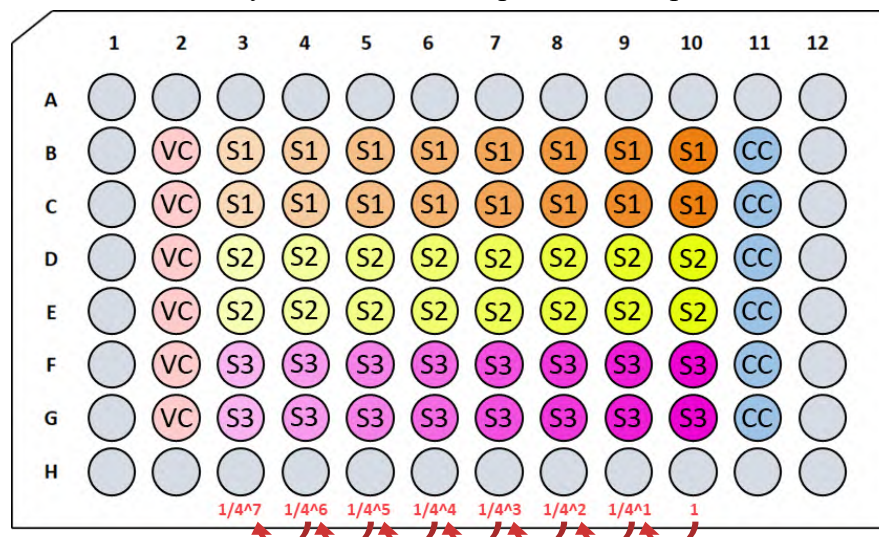 1 2 3 4 5 6 7 8 9 10 11 12
A
B VC S1 S1 S1 S1 S1 S1 S1 S1 CC
C VC S1 S1 S1 S1 S1 S1 S1 S1 CC
D VC S2 S2 S2 S2 S2 S2 S2 S2 CC
E VC S2 S2 S2 S2 S2 S2 S2 S2 CC
F VC S3 S3 S3 S3 S3 S3 S3 S3 CC
G VC S3 S3 S3 S3 S3 S3 S3 S3 CC
H
1/4^7 1/4^6 1/4^5 1/4^4 1/4^3 1/4^2 1/4^1 1